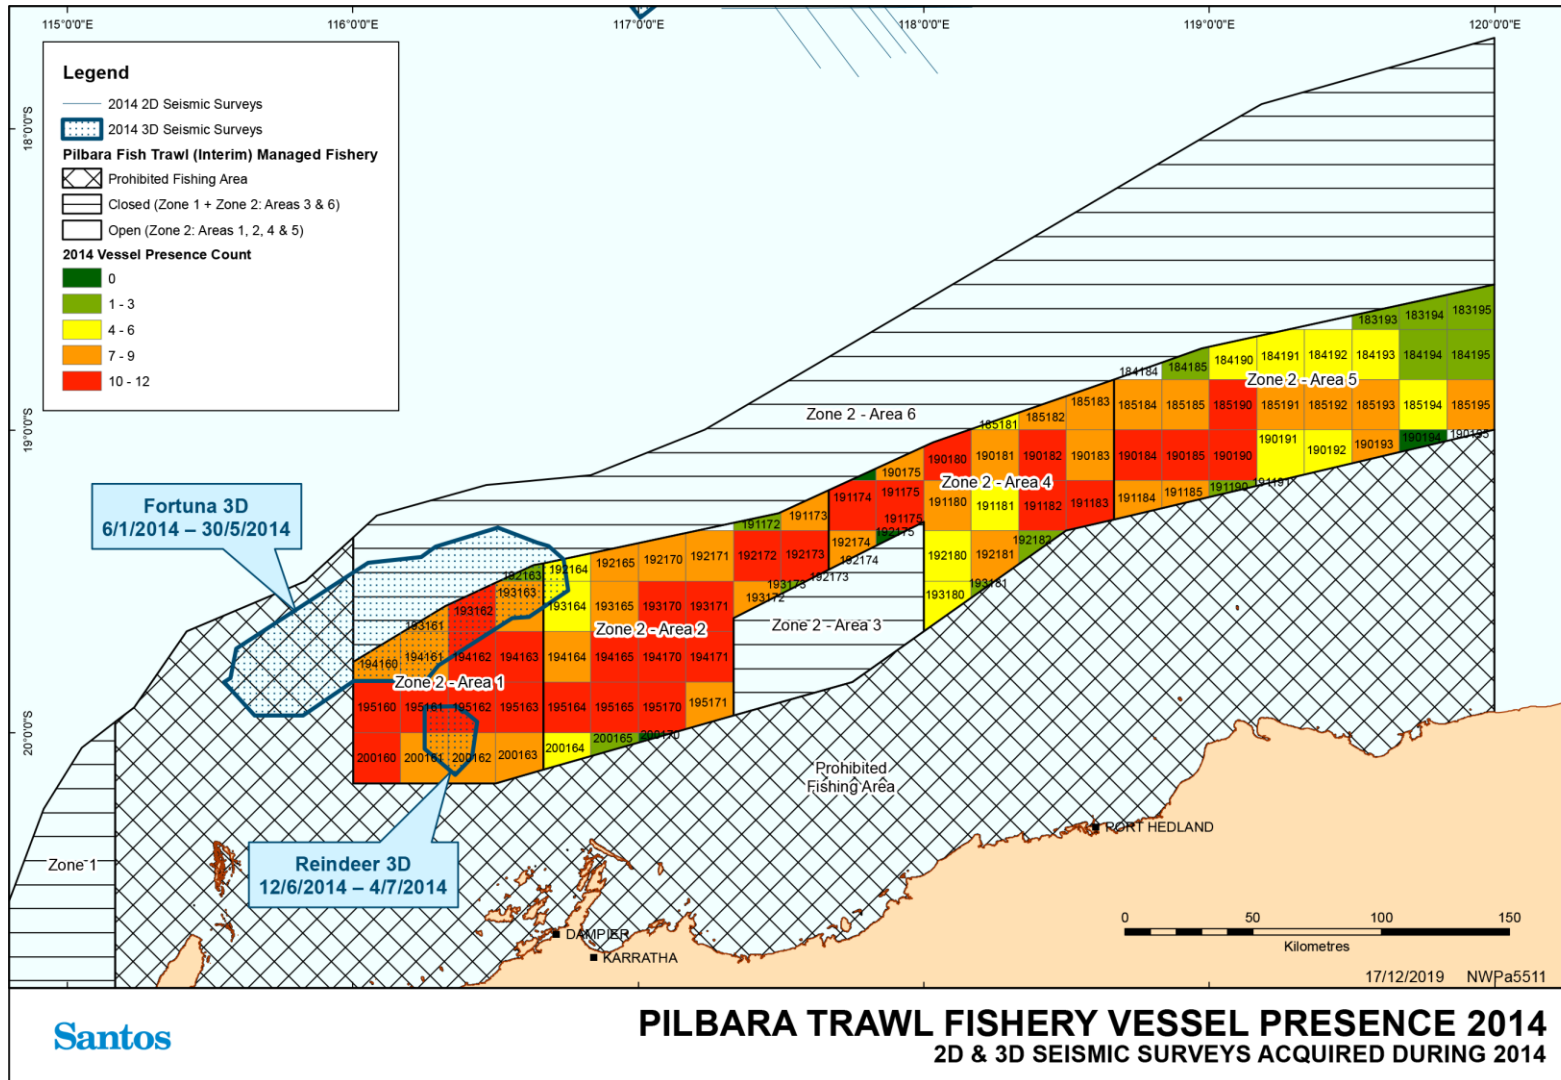 115°0'0"E
116°0'0"E
117°0'0"E
118°0'0"E
119°0'0"E
120°0'0"E
18°0'0"S
19°0'0"S
20°0'0"S
Legend
2014 2D Seismic Surveys
2014 3D Seismic Surveys
Pilbara Fish Trawl (Interim) Managed Fishery
Prohibited Fishing Area
Closed (Zone 1 + Zone 2: Areas 3 & 6)
Open (Zone 2: Areas 1, 2, 4 & 5)
2014 Vessel Presence Count
0
1 - 3
4 - 6
7 - 9
10 - 12
183193
183194
183195
184184
184185
184190
184191
184192
184193
184194
184195
Zone 2 - Area 5
Zone 2 - Area 6
185181
185182
185183
185184
185185
185190
185191
185192
185193
185194
185195
190175
190180
190181
190182
190183
190184
190185
190190
190191
190192
190193
190194
190195
Zone 2 - Area 4
191172
191173
191174
191175
191175
191180
191181
191182
191183
191184
191185
191190
191191
Fortuna 3D
6/1/2014 – 30/5/2014
192163
192164
192165
192170
192171
192172
192173
192174
192175
192174
192173
192180
192181
192182
193161
193162
193163
193164
193165
193170
193171
193172
193173
193180
193181
Zone 2 - Area 2
Zone 2 - Area 3
194160
194161
194162
194163
194164
194165
194170
194171
Zone 2 - Area 1
195160
195161
195162
195163
195164
195165
195170
195171
200160
200161
200162
200163
200164
200165
200170
Prohibited
Fishing Area
Zone 1
Reindeer 3D
12/6/2014 – 4/7/2014
PORT HEDLAND
DAMPIER
KARRATHA
0
50
100
150
Kilometres
17/12/2019 NWPa5511
Santos
PILBARA TRAWL FISHERY VESSEL PRESENCE 2014
2D & 3D SEISMIC SURVEYS ACQUIRED DURING 2014